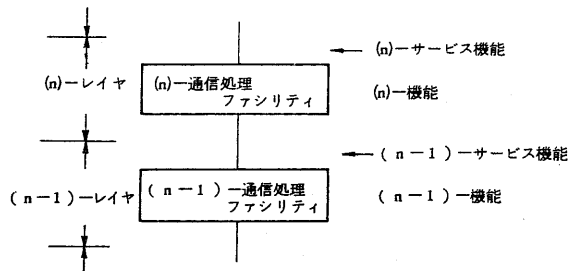 (n)ーサービス機能
(n)ーレイヤ
(n)ー通信処理
ファシリティ
(n)ー機能
(n-1)ーサービス機能
(n-1)ーレイヤ
(n-1)ー通信処理
ファシリティ
(n-1)ー機能